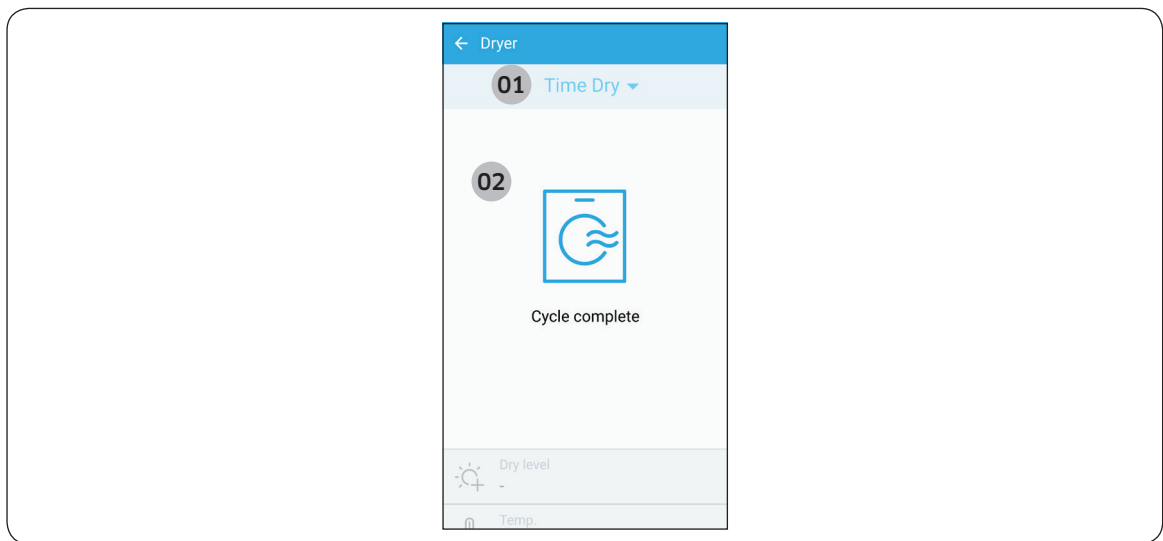 ← Dryer
01 Time Dry
02
Cycle complete
Dry level
-
Temp.